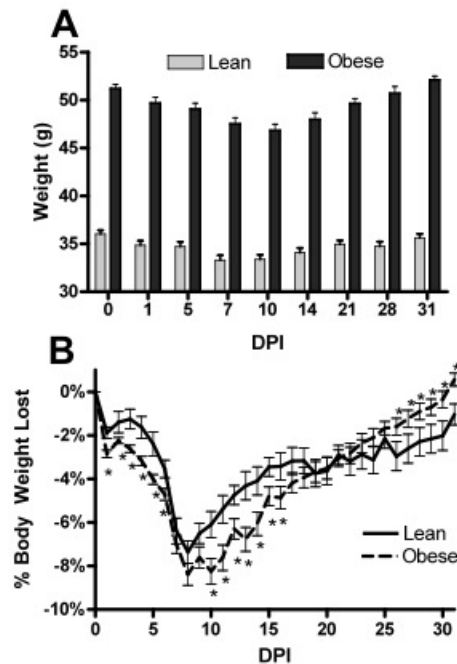 A
Lean Obese
Weight (g)
55
50
45
40
35
30
0 1 5 7 10 14 21 28 31
DPI
B
% Body Weight Lost
0%
-2%
-4%
-6%
-8%
-10%
* * * * * * * * * * * * * * * * * *
Lean
Obese
0 5 10 15 20 25 30
DPI